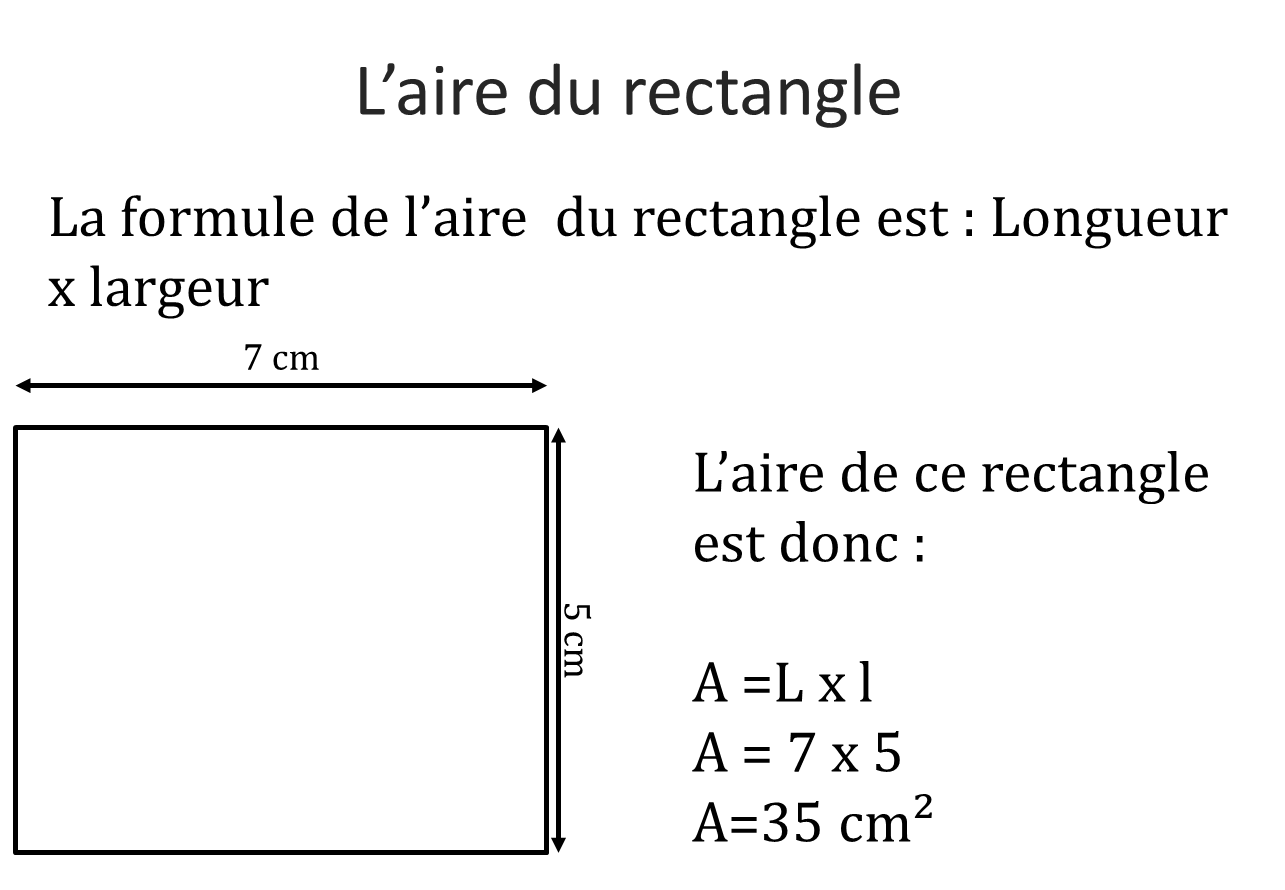 L’aire du rectangle
La formule de l’aire  du rectangle est : Longueur
x largeur
7 cm
5 cm
L’aire de ce rectangle
est donc :
A =L x l
A = 7 x 5
A=35 cm²